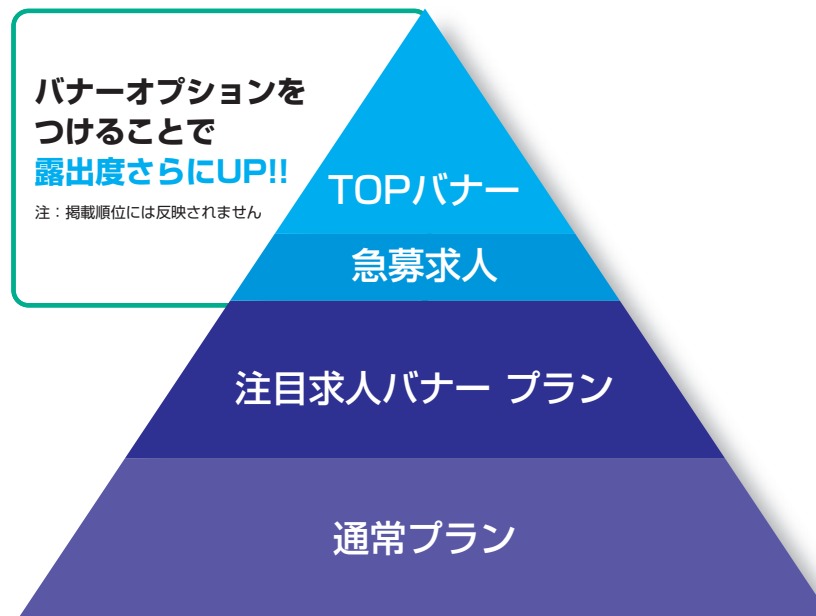 バナーオプションを
つけることで
露出度さらにUP!!
注：掲載順位には反映されません
TOPバナー
急募求人
注目求人バナー プラン
通常プラン